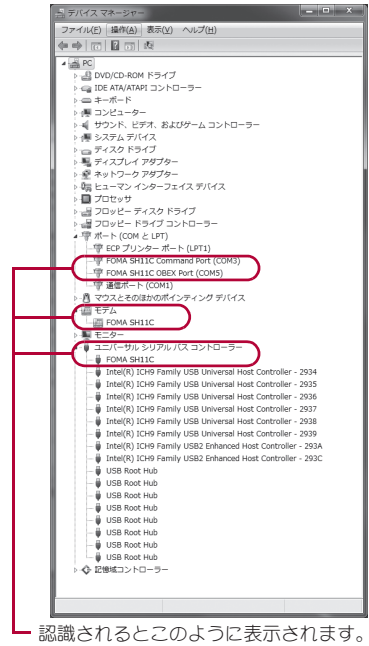 デバイス マネージャー
ファイル(F) 操作(A) 表示(V) ヘルプ(H)
PC
DVD/CD-ROM ドライブ
IDE ATA/ATAPI コントローラー
キーボード
コンピューター
サウンド、ビデオ、およびゲーム コントローラー
システム デバイス
ディスク ドライブ
ディスプレイ アダプター
ネットワーク アダプター
ヒューマン インターフェイス デバイス
プロセッサ
フロッピー ディスク ドライブ
フロッピー ドライブ コントローラー
ポート (COM と LPT)
ECP プリンター ポート (LPT1)
FOMA SH11C Command Port (COM3)
FOMA SH11C OBEX Port (COM5)
通信ポート (COM1)
マウスとそのほかのポインティング デバイス
モデム
FOMA SH11C
モニター
ユニバーサル シリアル バス コントローラー
FOMA SH11C
Intel(R) ICH9 Family USB Universal Host Controller - 2934
Intel(R) ICH9 Family USB Universal Host Controller - 2935
Intel(R) ICH9 Family USB Universal Host Controller - 2936
Intel(R) ICH9 Family USB Universal Host Controller - 2937
Intel(R) ICH9 Family USB Universal Host Controller - 2938
Intel(R) ICH9 Family USB Universal Host Controller - 2939
Intel(R) ICH9 Family USB2 Enhanced Host Controller - 293A
Intel(R) ICH9 Family USB2 Enhanced Host Controller - 293C
USB Root Hub
USB Root Hub
USB Root Hub
USB Root Hub
USB Root Hub
USB Root Hub
USB Root Hub
USB Root Hub
記憶域コントローラー
認識されるとこのように表示されます。